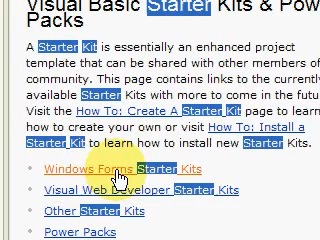 Visual Basic Starter Kits & Pow
Packs
A Starter Kit is essentially an enhanced project
template that can be shared with other members of
community. This page contains links to the currently
available Starter Kits with more to come in the futu
Visit the How To: Create A Starter Kit page to learn
how to create your own or visit How To: Install a
Starter Kit to learn how to install new Starter Kits.
Windows Forms Starter Kits
Visual Web Developer Starter Kits
Other Starter Kits
Power Packs